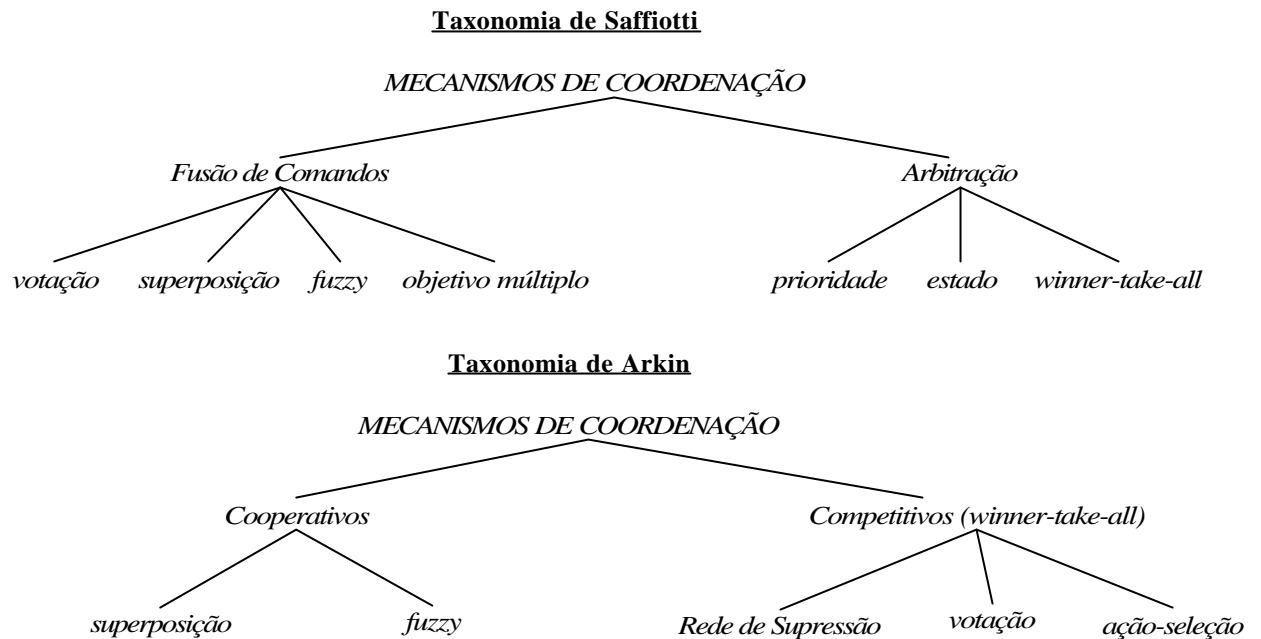 Taxonomia de Saffiotti
MECANISMOS DE COORDENAÇÃO
Fusão de Comandos Arbitração
votação superposição fuzzy objetivo múltiplo prioridade estado winner-take-all
Taxonomia de Arkin
MECANISMOS DE COORDENAÇÃO
Cooperativos Competitivos (winner-take-all)
superposição fuzzy Rede de Supressão votação ação-seleção